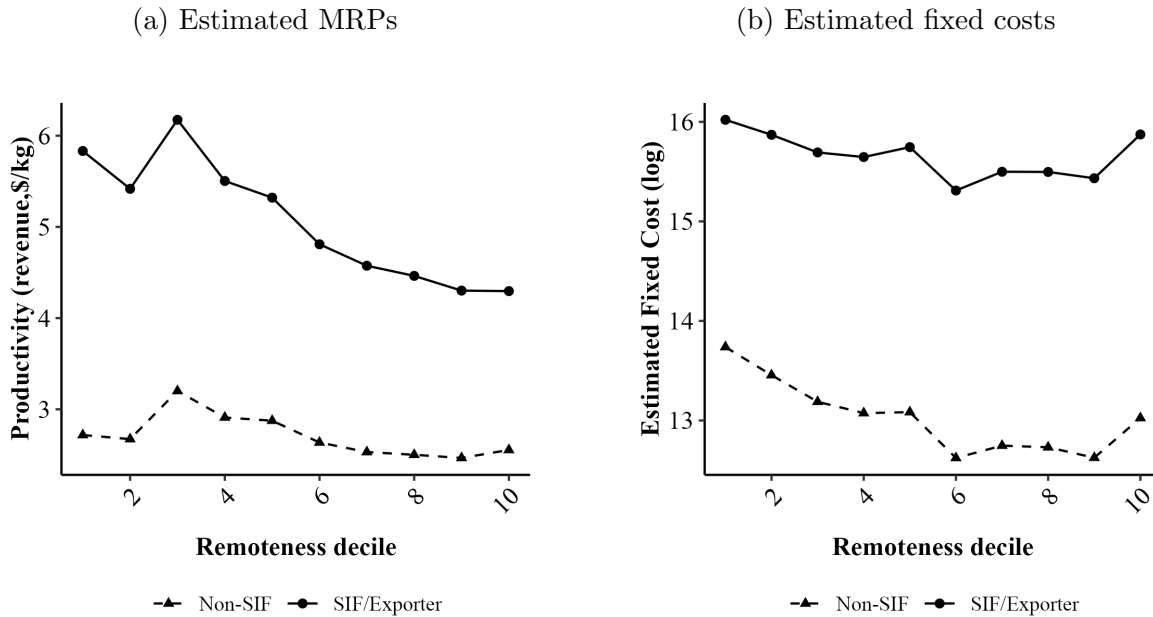 (a) Estimated MRPs
Productivity (revenue,$/kg)
6
5
4
3
2
4
6
8
10
Remoteness decile
Non-SIF
SIF/Exporter
(b) Estimated fixed costs
Estimated Fixed Cost (log)
16
15
14
13
2
4
6
8
10
Remoteness decile
Non-SIF
SIF/Exporter